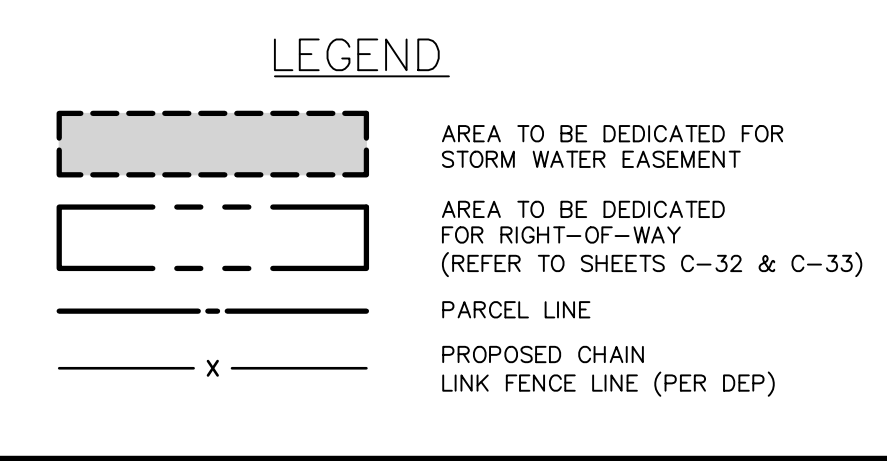 LEGEND
AREA TO BE DEDICATED FOR
STORM WATER EASEMENT
AREA TO BE DEDICATED
FOR RIGHT-OF-WAY
(REFER TO SHEETS C-32 & C-33)
PARCEL LINE
X
PROPOSED CHAIN
LINK FENCE LINE (PER DEP)